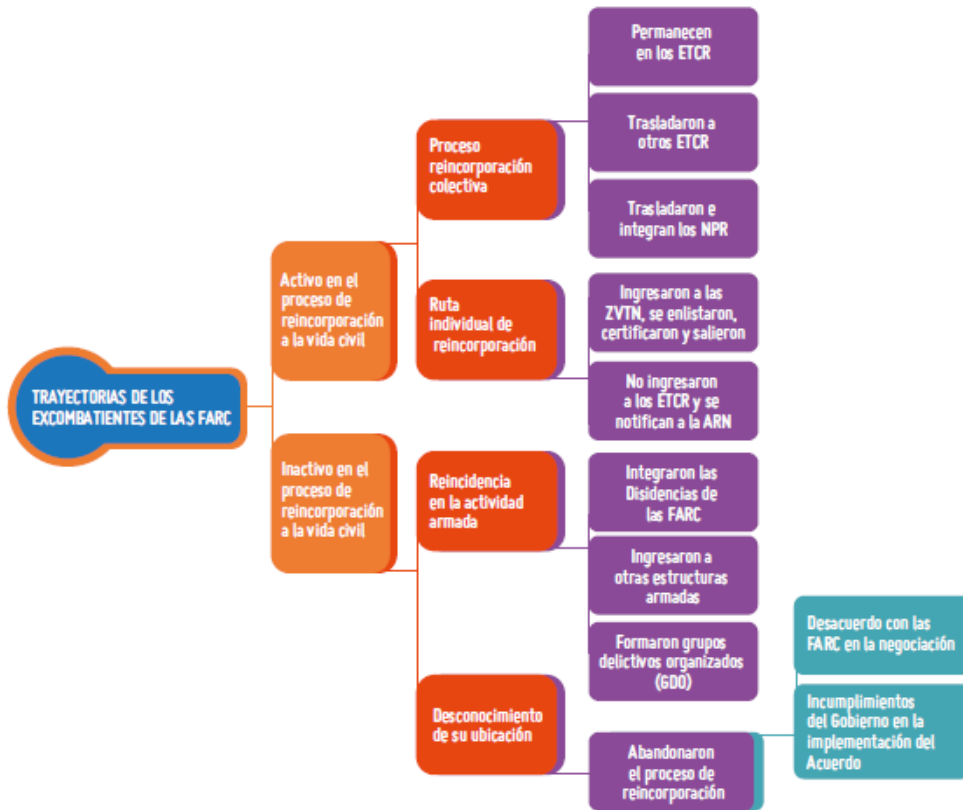 TRAYECTORIAS DE LOS
EXCOMBATIENTES DE LAS FARC
Activo en el
proceso de
reincorporación
a la vida civil
Proceso
reincorporación
colectiva
Permanecen
en los ETCR
Trasladaron a
otros ETCR
Trasladaron e
integran los NPR
Ruta
individual de
reincorporación
Ingresaron a las
ZVTN, se enlistaron,
certificaron y salieron
No ingresaron
a los ETCR y se
notifican a la ARN
Inactivo en el
proceso de
reincorporación
a la vida civil
Reincidencia
en la actividad
armada
Integraron las
Disidencias de
las FARC
Ingresaron a
otras estructuras
armadas
Formaron grupos
delictivos organizados
(GDO)
Desconocimiento
de su ubicación
Abandonaron
el proceso de
reincorporación
Desacuerdo con las
FARC en la negociación
Incumplimientos
del Gobierno en la
implementación del
Acuerdo